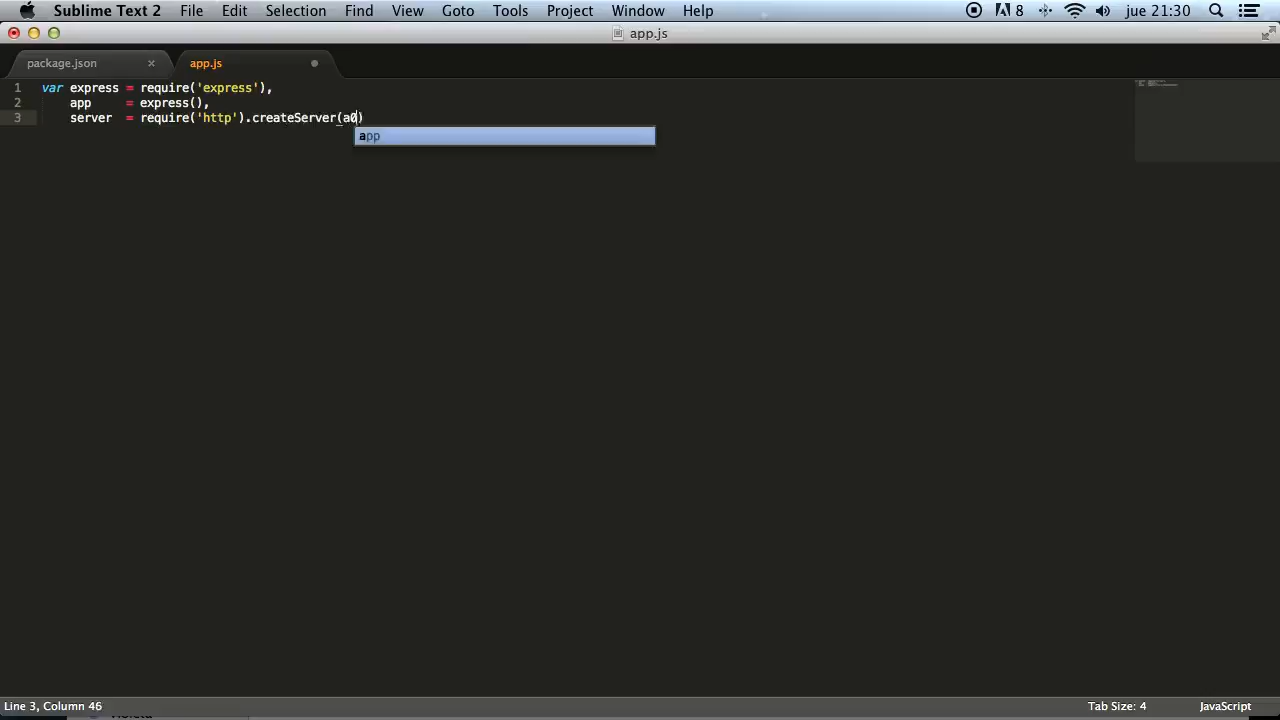 Sublime Text 2 File Edit Selection Find View Goto Tools Project Window Help 8 jue 21:30
app.js
package.json × app.js
1 var express = require('express'),
2 app = express(),
3 server = require('http').createServer(a0)
app
Line 3, Column 46 Tab Size: 4 JavaScript